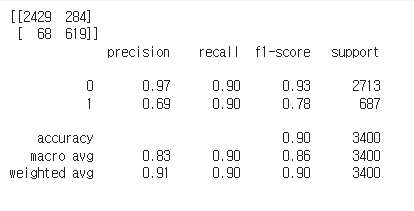 [[2429 284]
[ 68 619]]
precision recall f1-score support
0 0.97 0.90 0.93 2713
1 0.69 0.90 0.78 687
accuracy 0.90 3400
macro avg 0.83 0.90 0.86 3400
weighted avg 0.91 0.90 0.90 3400